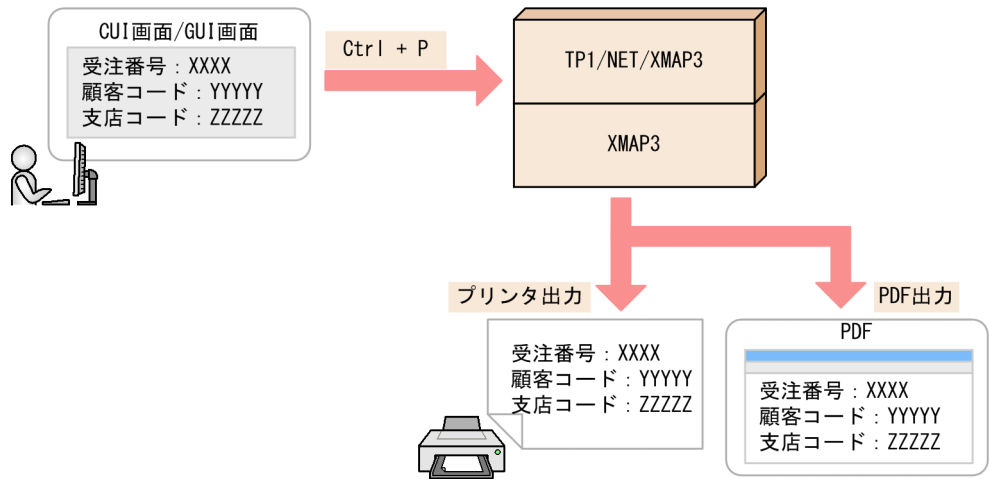 CUI画面/GUI画面
受注番号：XXXX
顧客コード：YYYYY
支店コード：ZZZZZ
Ctrl + P
TP1/NET/XMAP3
XMAP3
プリンタ出力
受注番号：XXXX
顧客コード：YYYYY
支店コード：ZZZZZ
PDF出力
PDF
受注番号：XXXX
顧客コード：YYYYY
支店コード：ZZZZZ